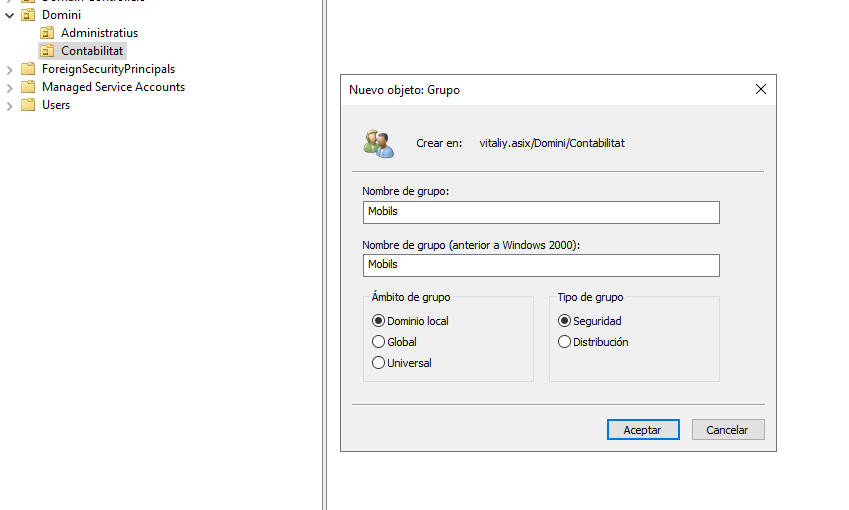 Domini
Administratius
Contabilitat
ForeignSecurityPrincipals
Managed Service Accounts
Users
Nuevo objeto: Grupo
Crear en: vitaliy.asix/Domini/Contabilitat
Nombre de grupo:
Mobils
Nombre de grupo (anterior a Windows 2000):
Mobils
Ámbito de grupo
Dominio local
Global
Universal
Tipo de grupo
Seguridad
Distribución
Aceptar
Cancelar